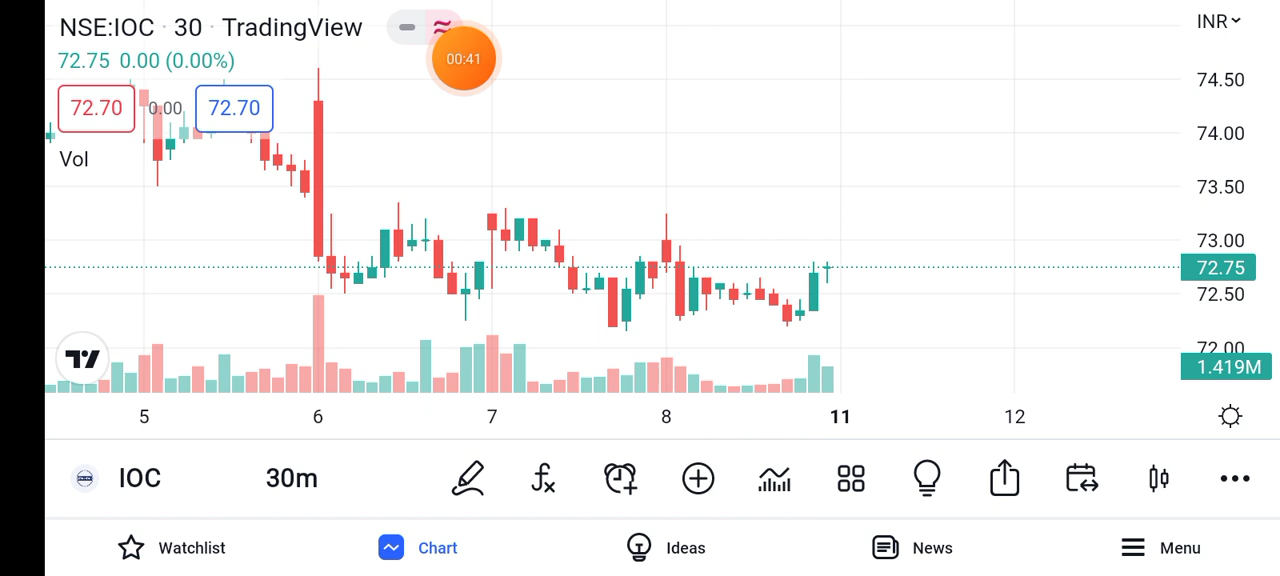 NSE:IOC · 30 · TradingView
INR
00:41
72.75 0.00 (0.00%)
72.70 0.00 72.70
Vol
74.50
74.00
73.50
73.00
72.75
72.50
72.00
1.419M
5 6 7 8 11 12
IOC 30m
Watchlist Chart Ideas News Menu